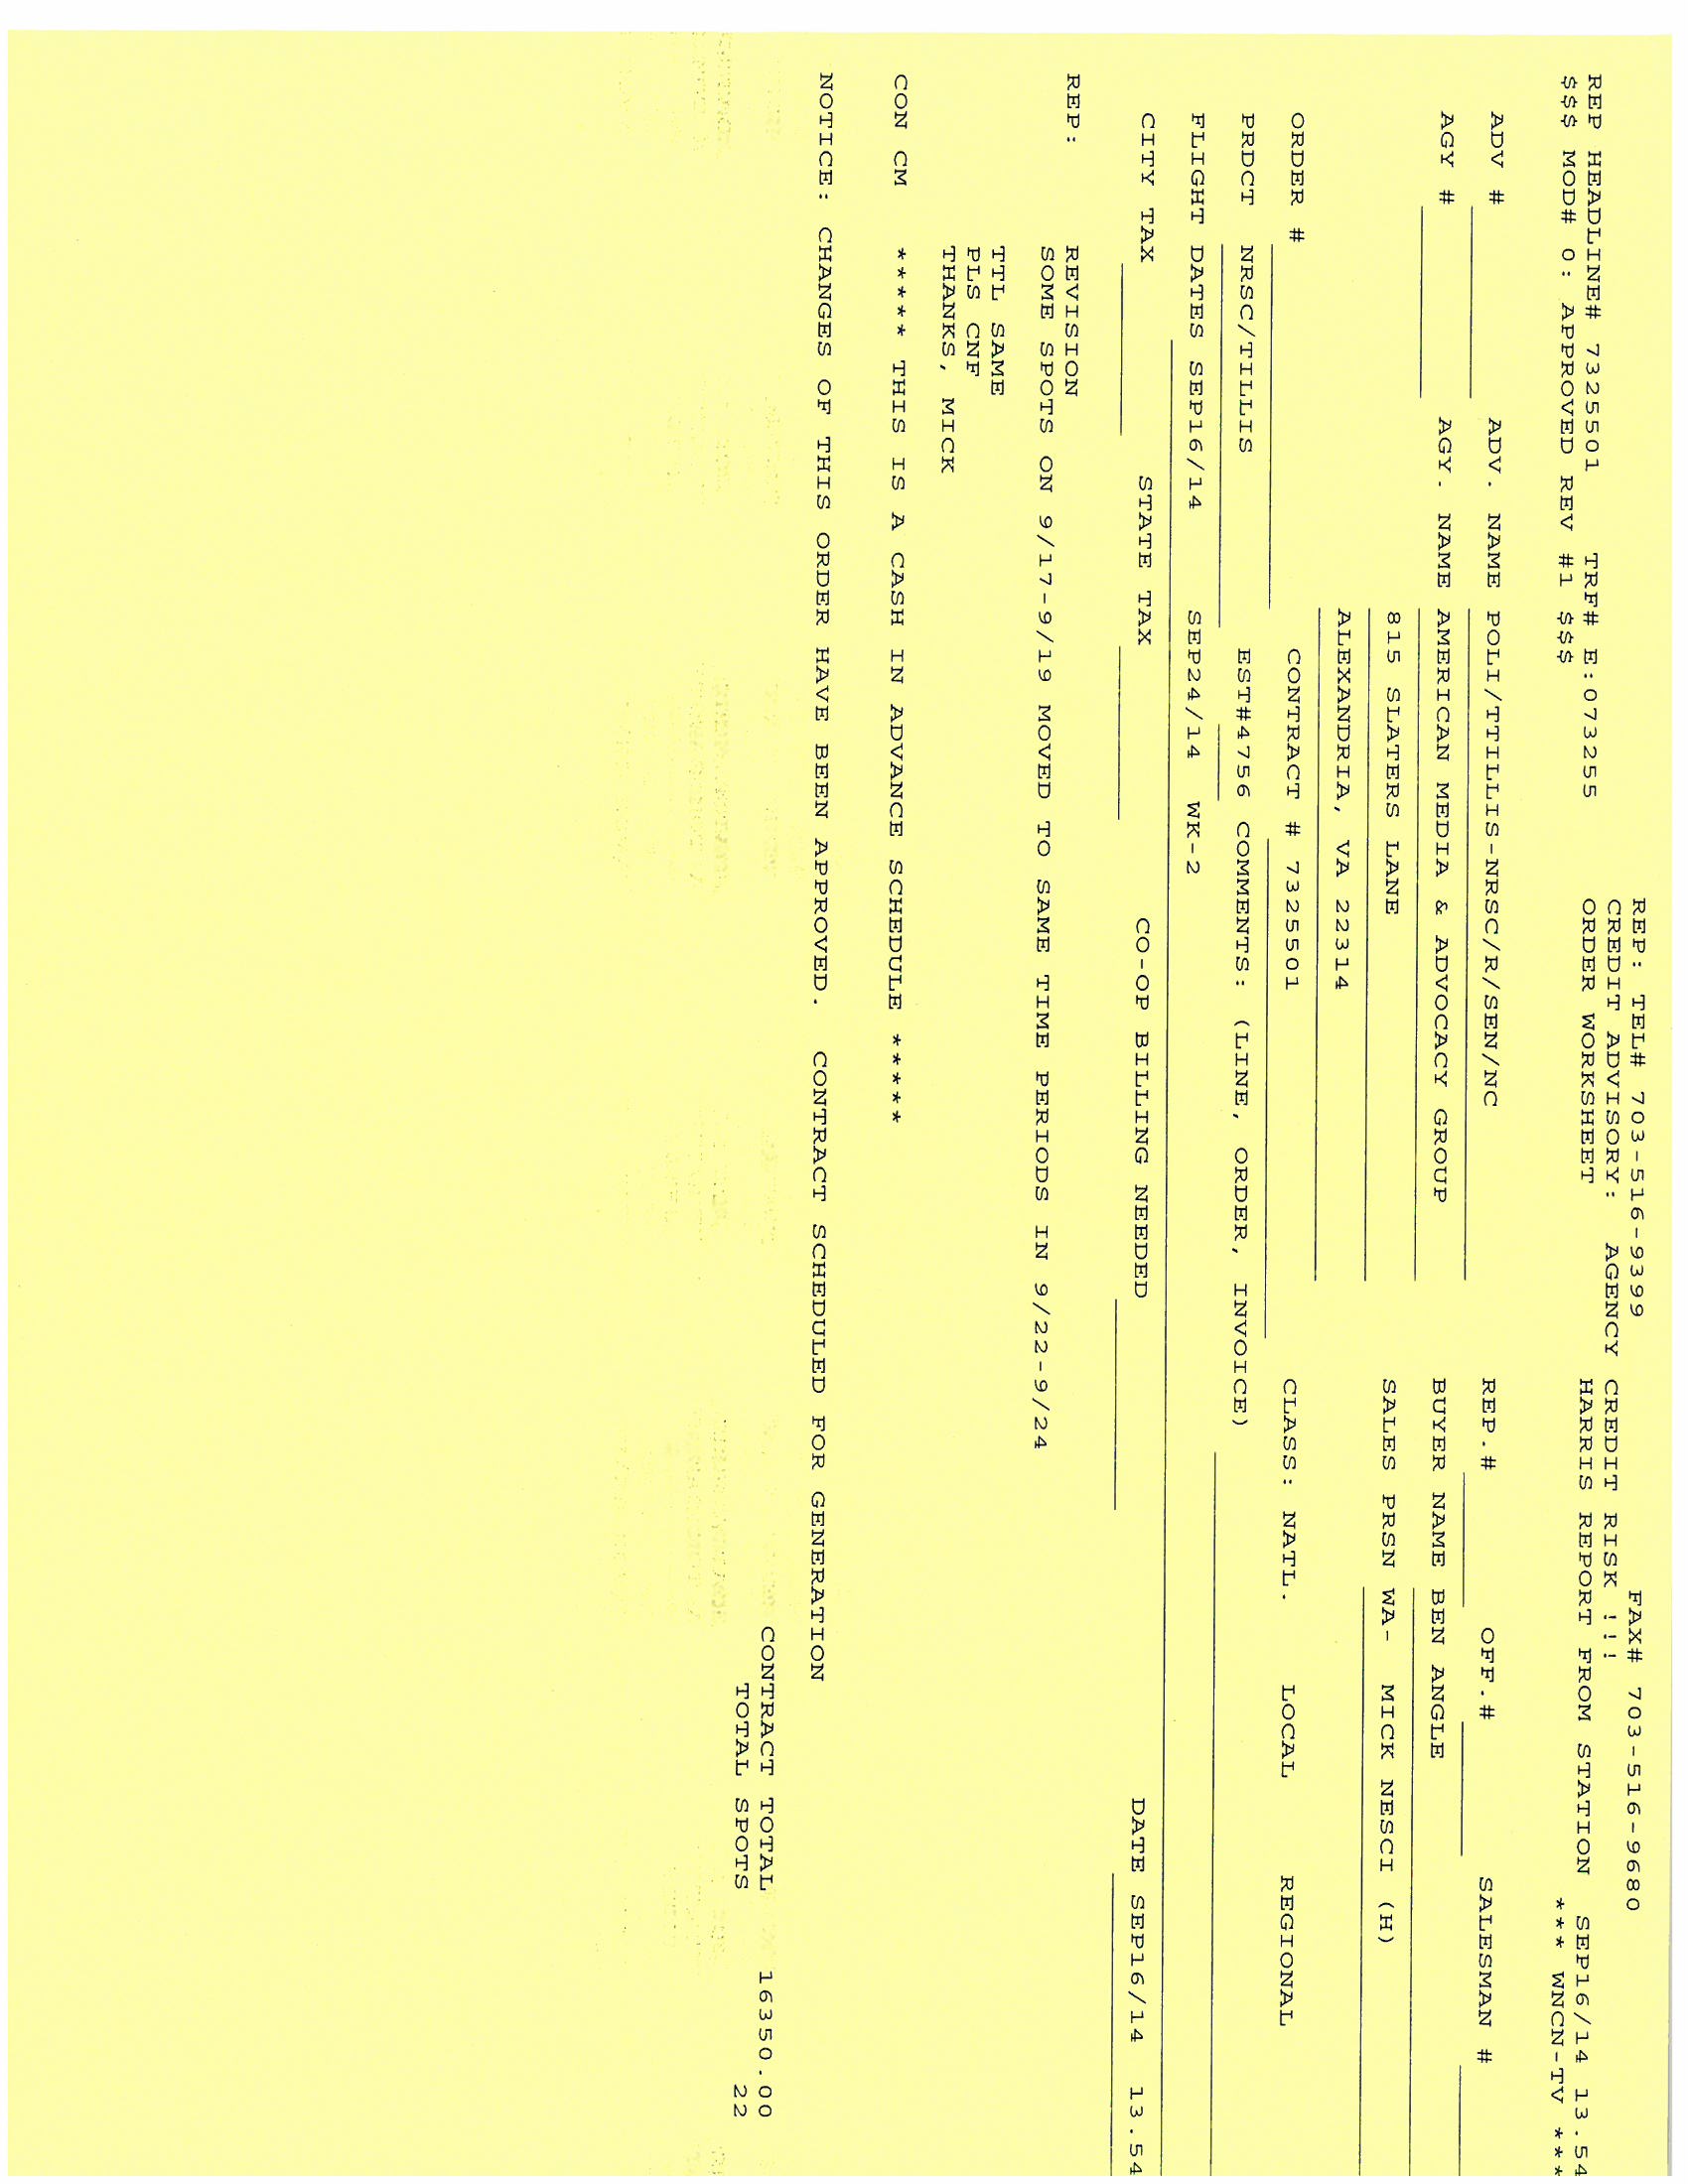 REP: TEL# 703-516-9399 FAX# 703-516-9680
CREDIT ADVISORY: AGENCY CREDIT RISK !!!
REP HEADLINE# 7325501 TRF# E:073255 ORDER WORKSHEET HARRIS REPORT FROM STATION SEP16/14 13.54
$$$ MOD# 0: APPROVED REV #1 $$$ *** WNCN-TV ***
ADV # ADV. NAME POLI/TTILLIS-NRSC/R/SEN/NC REP.# OFF.# SALESMAN #
AGY # AGY. NAME AMERICAN MEDIA & ADVOCACY GROUP BUYER NAME BEN ANGLE
815 SLATERS LANE SALES PRSN WA- MICK NESCI (H)
ALEXANDRIA, VA 22314
ORDER # CONTRACT # 7325501 CLASS: NATL. LOCAL REGIONAL
PRDCT NRSC/TILLIS EST#4756 COMMENTS: (LINE, ORDER, INVOICE)
FLIGHT DATES SEP16/14 SEP24/14 WK-2
CITY TAX STATE TAX CO-OP BILLING NEEDED DATE SEP16/14 13.54
REP: REVISION
SOME SPOTS ON 9/17-9/19 MOVED TO SAME TIME PERIODS IN 9/22-9/24
TTL SAME
PLS CNF
THANKS, MICK
CON CM ***** THIS IS A CASH IN ADVANCE SCHEDULE *****
NOTICE: CHANGES OF THIS ORDER HAVE BEEN APPROVED. CONTRACT SCHEDULED FOR GENERATION
CONTRACT TOTAL 16350.00
TOTAL SPOTS 22